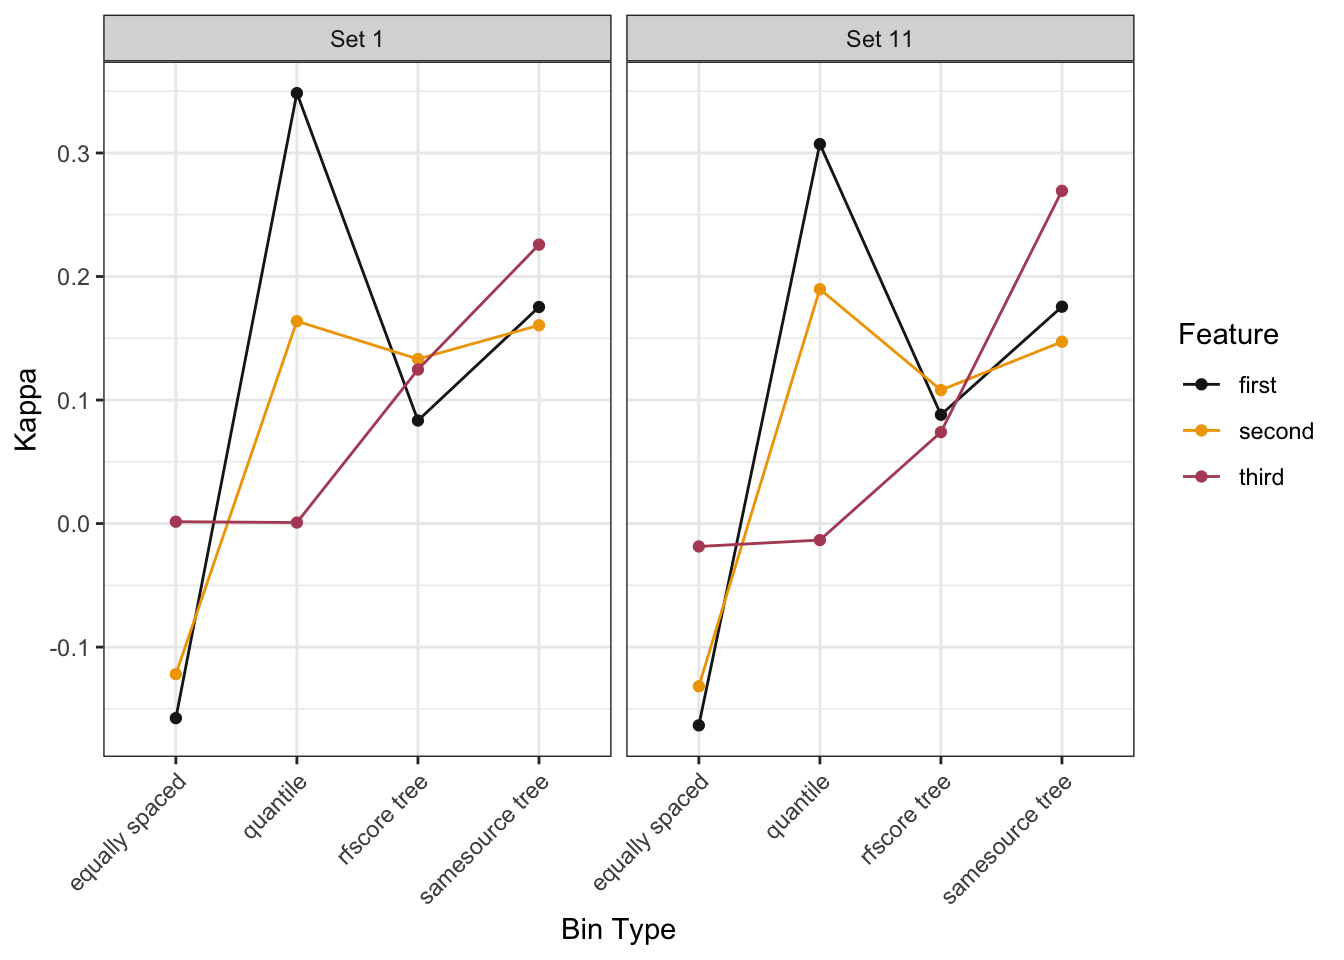 Set 1
Set 11
Kappa
0.3
0.2
0.1
0.0
-0.1
equally spaced
quantile
rfscore tree
samesource tree
equally spaced
quantile
rfscore tree
samesource tree
Bin Type
Feature
first
second
third